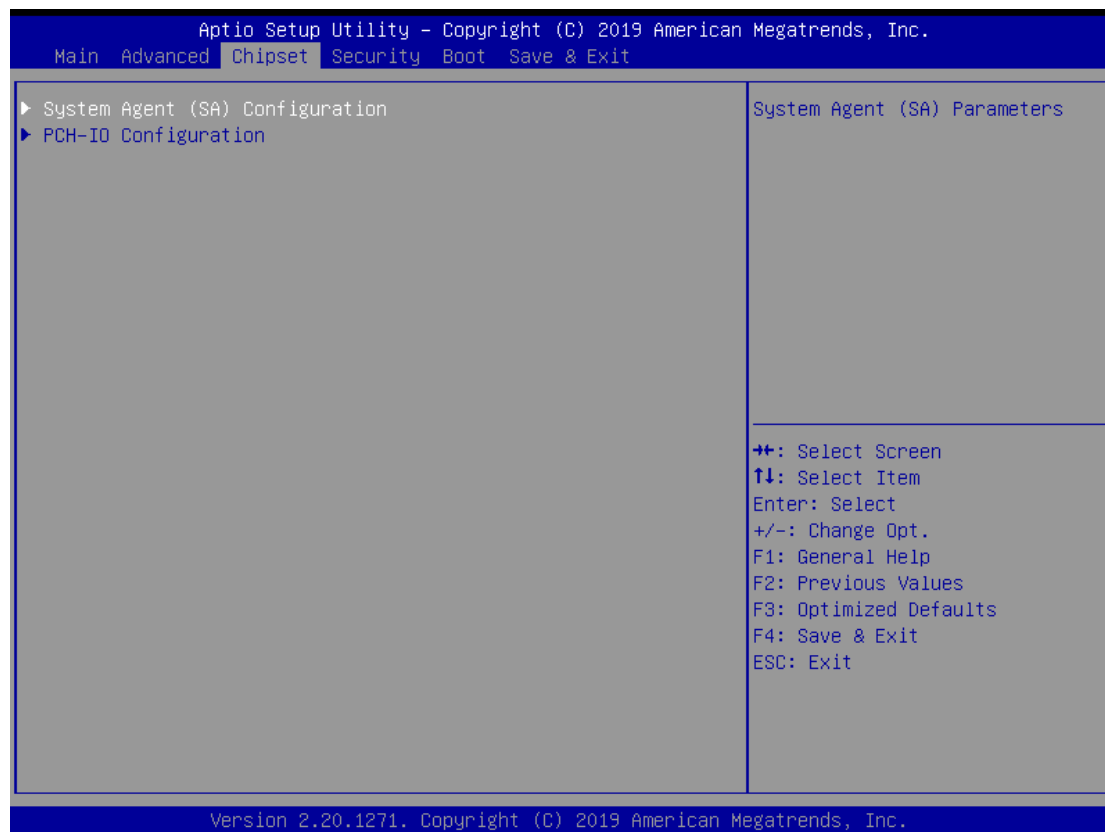 Aptio Setup Utility – Copyright (C) 2019 American Megatrends, Inc.
Main Advanced Chipset Security Boot Save & Exit
▶ System Agent (SA) Configuration
▶ PCH-IO Configuration
System Agent (SA) Parameters
→←: Select Screen
↑↓: Select Item
Enter: Select
+/-: Change Opt.
F1: General Help
F2: Previous Values
F3: Optimized Defaults
F4: Save & Exit
ESC: Exit
Version 2.20.1271. Copyright (C) 2019 American Megatrends, Inc.